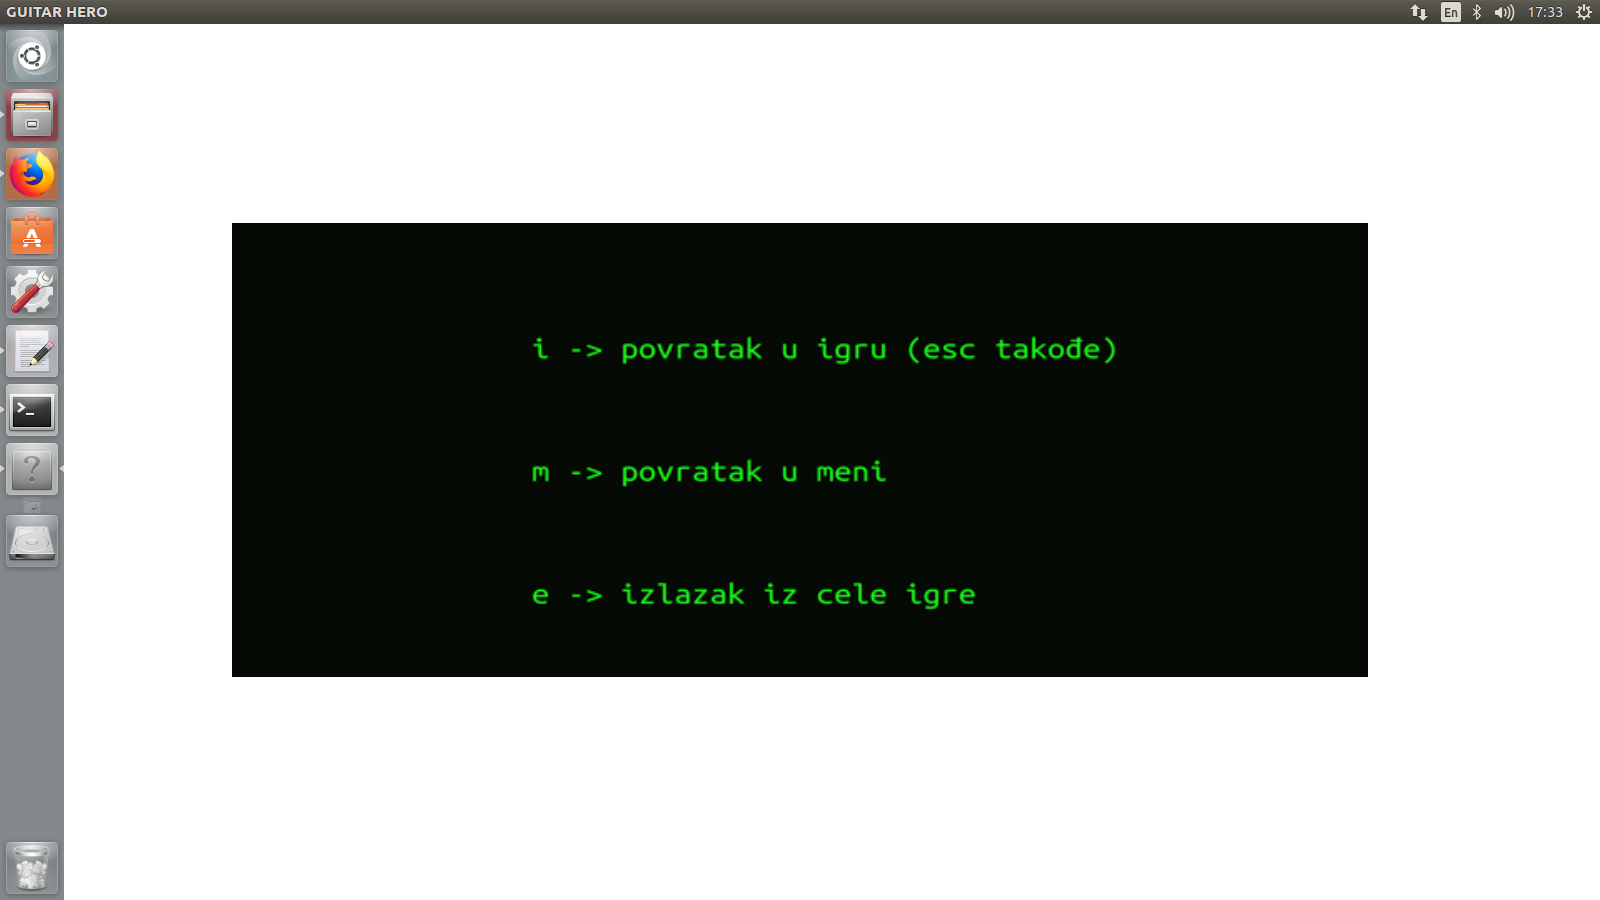 GUITAR HERO
En
17:33
i -> povratak u igru (esc takođe)
m -> povratak u meni
e -> izlazak iz cele igre